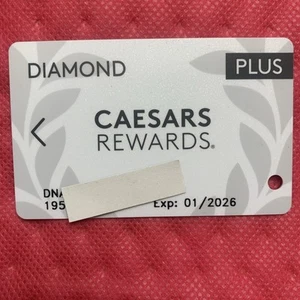 DIAMOND PLUS
CAESARS
REWARDS®
DNA
195 Exp: 01/2026